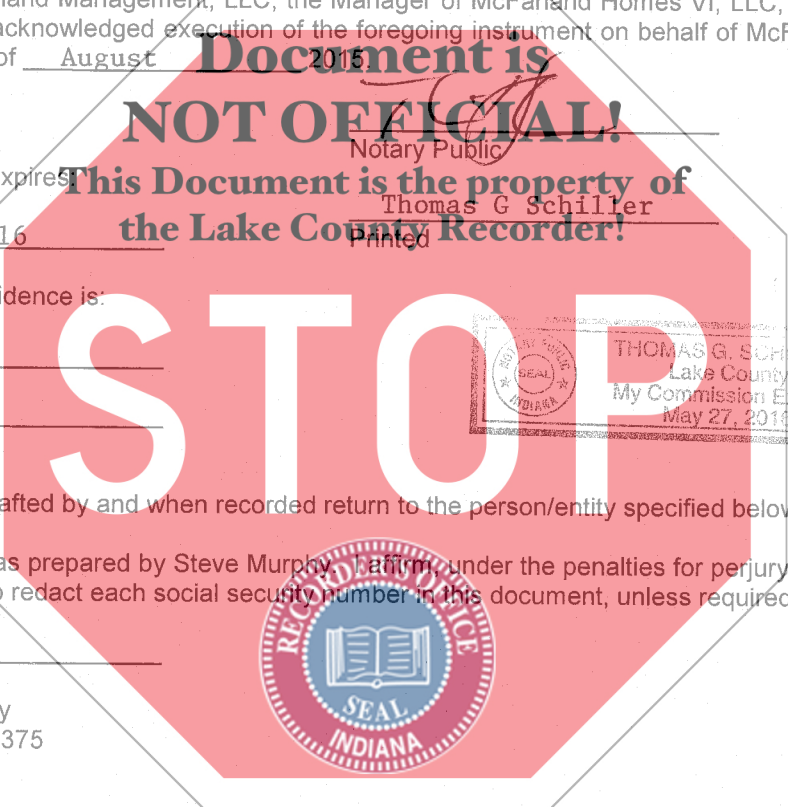 land Management, LLC, the Manager of McFarland Homes VI, LLC,
acknowledged execution of the foregoing instrument on behalf of McF
of August 2015.
Document is
NOT OFFICIAL!
Notary Public
xpires:
This Document is the property of
Thomas G Schiller
the Lake County Recorder!
16
Printed
idence is:
STOP
NOTARY PUBLIC
SEAL
INDIANA
THOMAS G. SCH
Lake County
My Commission E
May 27, 2016
afted by and when recorded return to the person/entity specified below
as prepared by Steve Murphy. I affirm, under the penalties for perjury
o redact each social security number in this document, unless required
RECORDER'S OFFICE
SEAL
INDIANA
y
375